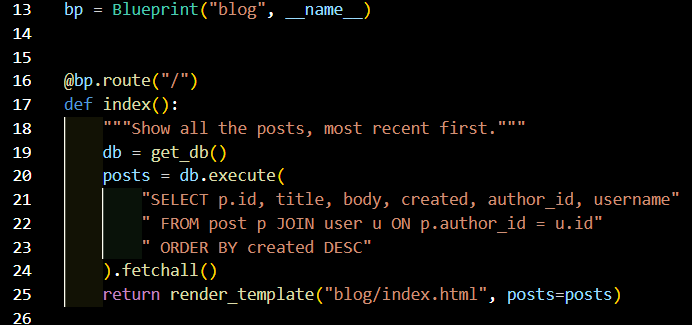 13 bp = Blueprint("blog", __name__)
14
15
16 @bp.route("/")
17 def index():
18     """Show all the posts, most recent first."""
19     db = get_db()
20     posts = db.execute(
21         "SELECT p.id, title, body, created, author_id, username"
22         " FROM post p JOIN user u ON p.author_id = u.id"
23         " ORDER BY created DESC"
24     ).fetchall()
25     return render_template("blog/index.html", posts=posts)
26